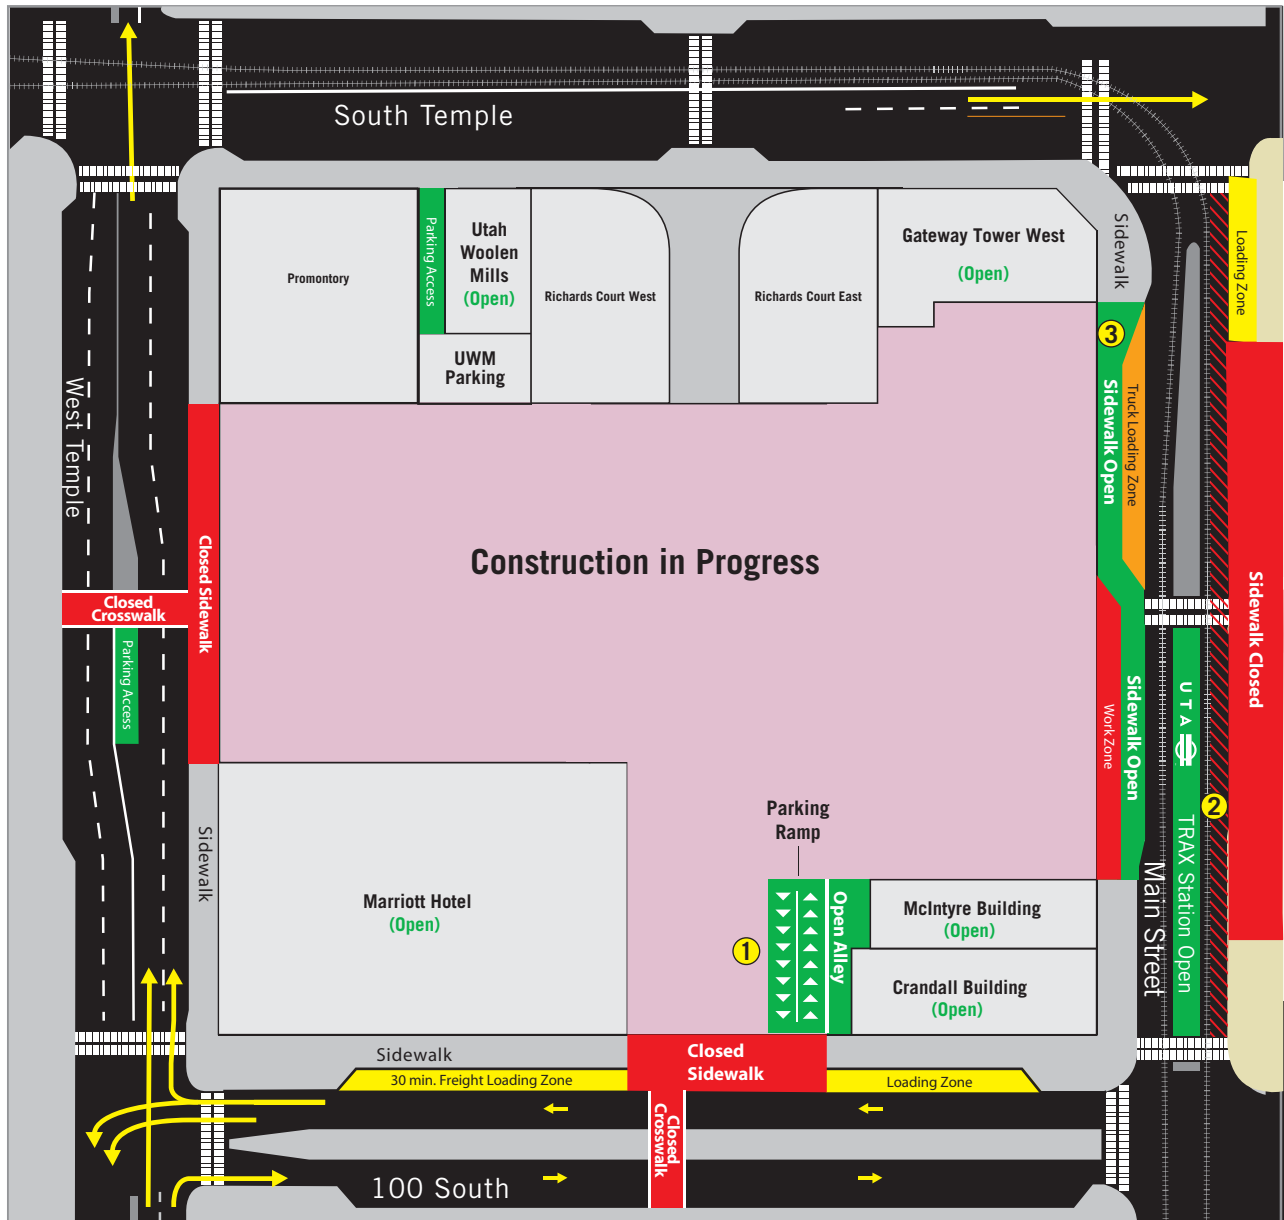 South Temple
Sidewalk
Loading Zone
Promontory
Parking Access
Utah
Woolen
Mills
(Open)
UWM
Parking
Richards Court West
Richards Court East
Gateway Tower West
(Open)
3
Sidewalk Open
Truck Loading Zone
West Temple
Construction in Progress
Closed Sidewalk
Closed
Crosswalk
Parking Access
Sidewalk Closed
Work Zone
Sidewalk Open
UTA
2
TRAX Station Open
Main Street
Sidewalk
Parking
Ramp
Marriott Hotel
(Open)
1
Open Alley
McIntyre Building
(Open)
Crandall Building
(Open)
Sidewalk
Closed
Sidewalk
30 min. Freight Loading Zone
Loading Zone
Closed
Crosswalk
100 South